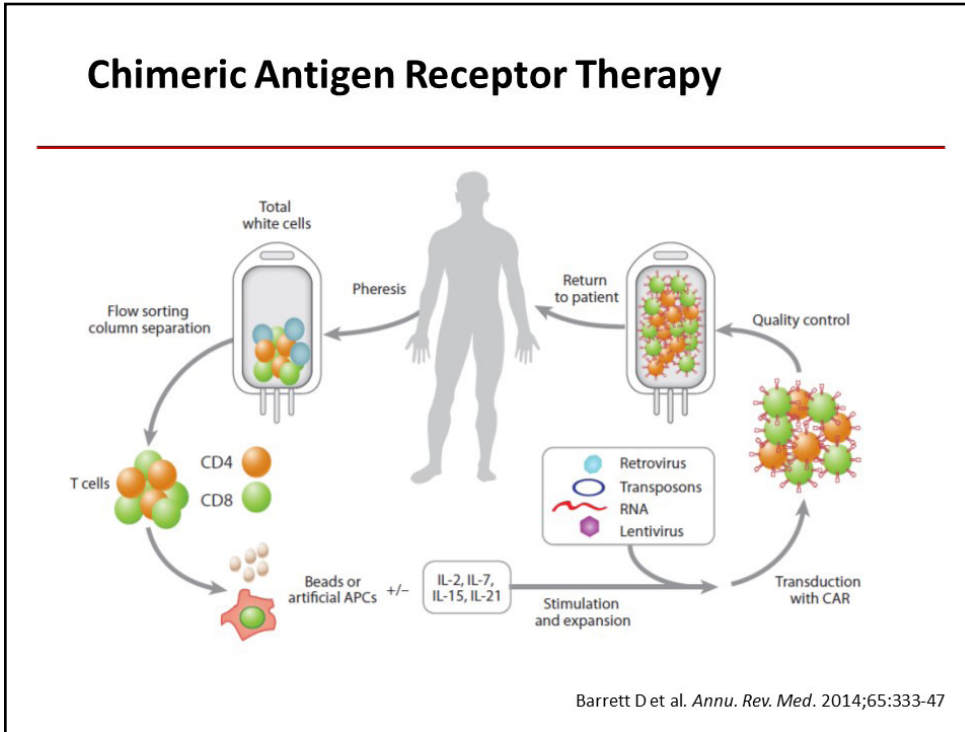 Chimeric Antigen Receptor Therapy
Total
white cells
Pheresis
Return
to patient
Flow sorting
column separation
Quality control
T cells
CD4
CD8
Retrovirus
Transposons
RNA
Lentivirus
Beads or
artificial APCs
+/–
IL-2, IL-7,
IL-15, IL-21
Stimulation
and expansion
Transduction
with CAR
Barrett D et al. Annu. Rev. Med. 2014;65:333-47